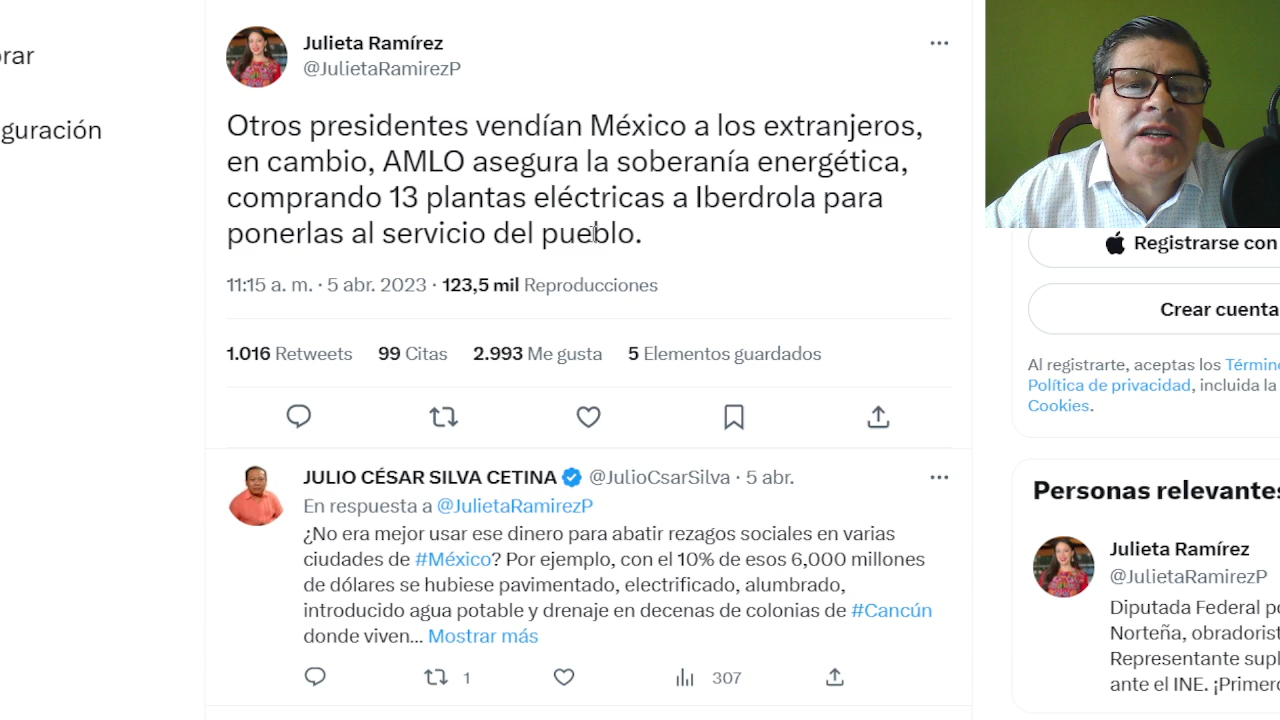 rar
guración
Julieta Ramírez
@JulietaRamirezP
Otros presidentes vendían México a los extranjeros,
en cambio, AMLO asegura la soberanía energética,
comprando 13 plantas eléctricas a Iberdrola para
ponerlas al servicio del pueblo.
11:15 a. m. · 5 abr. 2023 · 123,5 mil Reproducciones
1.016 Retweets 99 Citas 2.993 Me gusta 5 Elementos guardados
JULIO CÉSAR SILVA CETINA @JulioCsarSilva · 5 abr.
En respuesta a @JulietaRamirezP
¿No era mejor usar ese dinero para abatir rezagos sociales en varias
ciudades de #México? Por ejemplo, con el 10% de esos 6,000 millones
de dólares se hubiese pavimentado, electrificado, alumbrado,
introducido agua potable y drenaje en decenas de colonias de #Cancún
donde viven... Mostrar más
1 307
Registrarse con
Crear cuenta
Al registrarte, aceptas los Términ
Política de privacidad, incluida la
Cookies.
Personas relevantes
Julieta Ramírez
@JulietaRamirezP
Diputada Federal po
Norteña, obradorist
Representante supl
ante el INE. ¡Primero